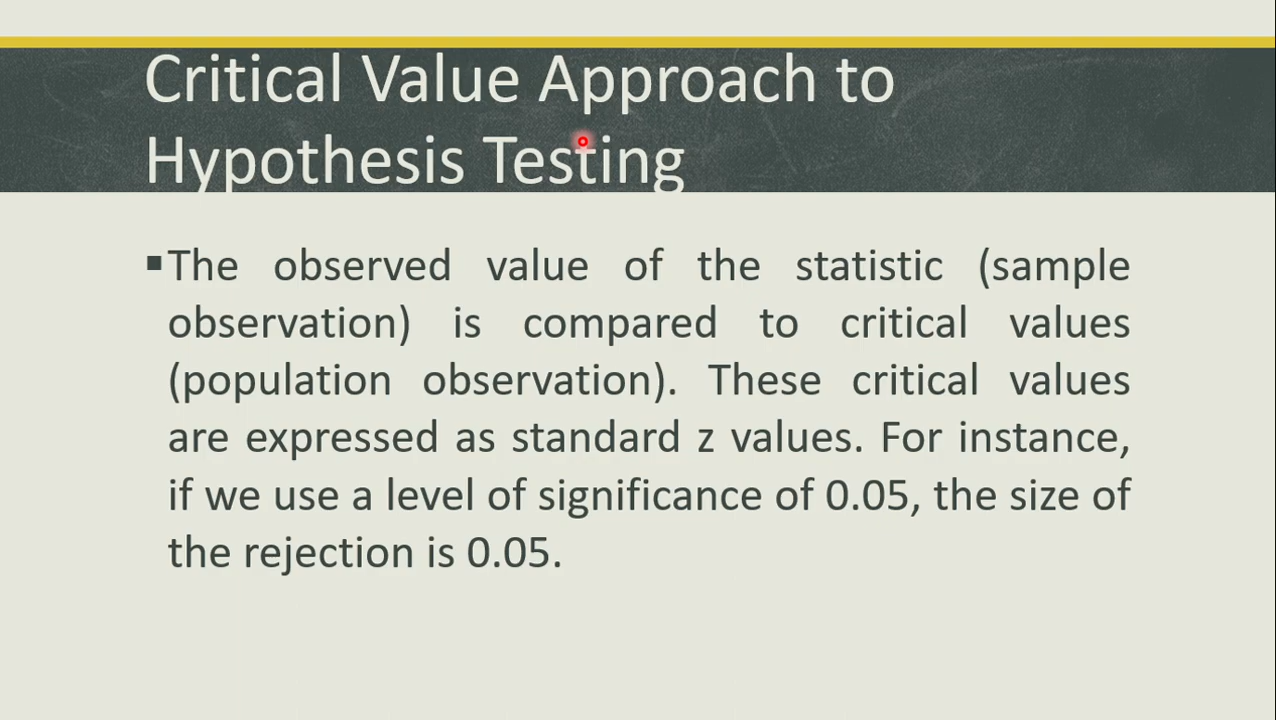 Critical Value Approach to
Hypothesis Testing
▪The observed value of the statistic (sample
observation) is compared to critical values
(population observation). These critical values
are expressed as standard z values. For instance,
if we use a level of significance of 0.05, the size of
the rejection is 0.05.